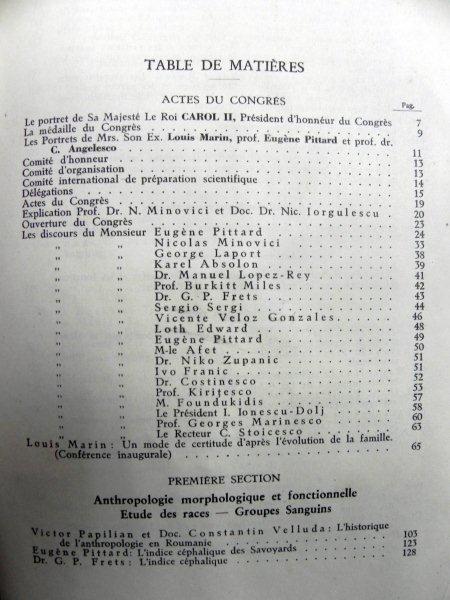 TABLE DE MATIÈRES
ACTES DU CONGRÈS
Pag.
Le portret de Sa Majesté Le Roi CAROL II, Président d'honnéur du Congrès 7
La médaille du Congrès . . . . . . . . . . 9
Les Portrets de Mrs. Son Ex. Louis Marin, prof. Eugène Pittard et prof. dr.
C. Angelesco . . . . . . . . . . 11
Comité d'honneur . . . . . . . . . . 13
Comité d'organisation . . . . . . . . . . 13
Comité international de préparation scientifique . . . . . . 14
Délégations . . . . . . . . . . 15
Actes du Congrès . . . . . . . . . . 19
Explication Prof. Dr. N. Minovici et Doc. Dr. Nic. Iorgulescu . . 20
Ouverture du Congrès . . . . . . . . . . 23
Les discours du Monsieur Eugène Pittard . . . . . . 24
„ „ Nicolas Minovici . . . . . . 33
„ „ George Laport . . . . . . 38
„ „ Karel Absolon . . . . . . 39
„ „ Dr. Manuel Lopez-Rey . . . . . 41
„ „ Prof. Burkitt Miles . . . . . 42
„ „ Dr. G. P. Frets . . . . . . 43
„ „ Sergio Sergi . . . . . . 44
„ „ Vicente Veloz Gonzales . . . . . 46
„ „ Loth Edward . . . . . . 48
„ „ Eugène Pittard . . . . . . 49
„ „ M-le Afet . . . . . . 50
„ „ Dr. Niko Zupanic . . . . . . 51
„ „ Ivo Franic . . . . . . 51
„ „ Dr. Costinesco . . . . . . 52
„ „ Prof. Kiriţesco . . . . . . 53
„ „ M. Foundukidis . . . . . . 57
„ „ Le Président I. Ionescu-Dolj . . . . 58
„ „ Prof. Georges Marinesco . . . . 60
„ „ Le Recteur C. Stoicesco . . . . 63
Louis Marin: Un mode de certitude d'après l'évolution de la famille.
(Conférence inaugurale) . . . . . . . . 65
PREMIÈRE SECTION
Anthropologie morphologique et fonctionnelle
Etude des races — Groupes Sanguins
Victor Papilian et Doc. Constantin Velluda: L'historique
de l'anthropologie en Roumanie . . . . . . 103
Eugène Pittard: L'indice céphalique des Savoyards . . . . 123
Dr. G. P. Frets: L'indice céphalique . . . . . . 128